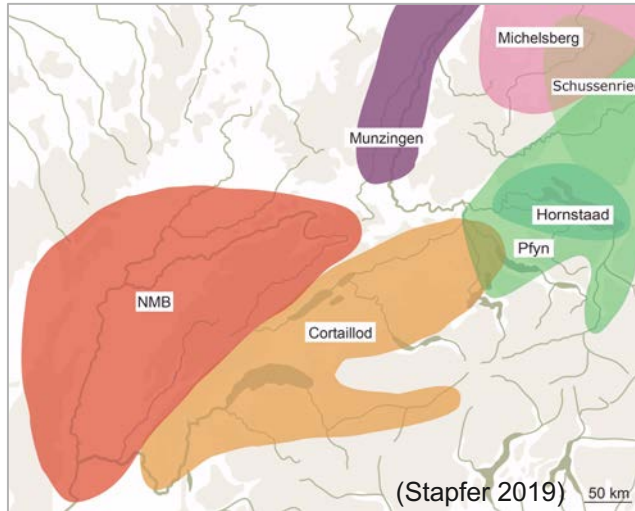 Michelsberg
Schussenried
Munzingen
Hornstaad
Pfyn
NMB
Cortaillod
(Stapfer 2019)
50 km